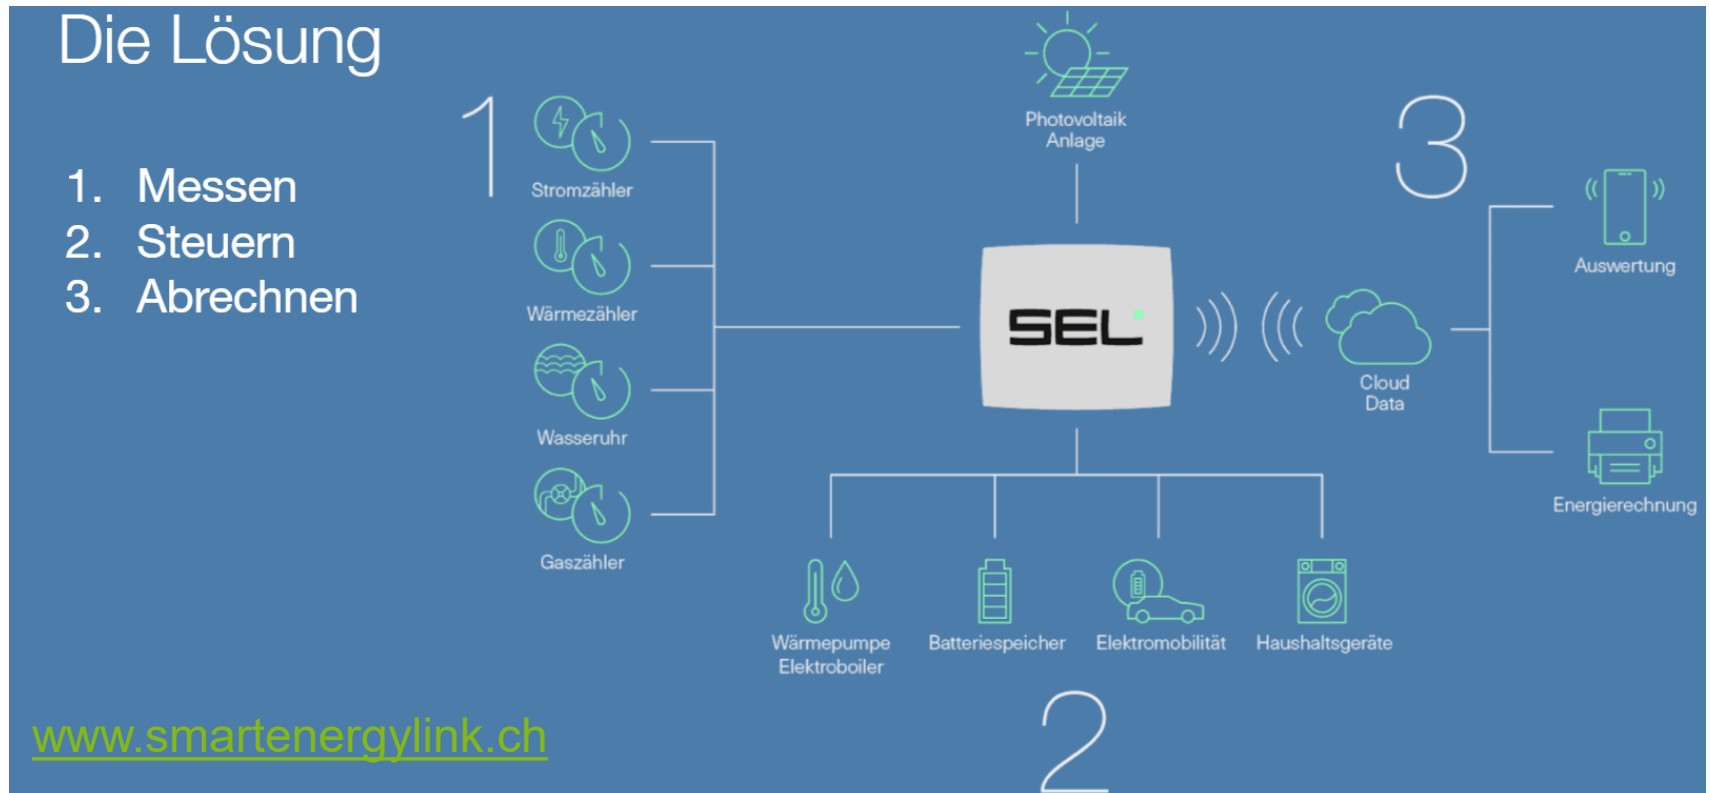 Die Lösung
1. Messen
2. Steuern
3. Abrechnen
1
Stromzähler
Wärmezähler
Wasseruhr
Gaszähler
Photovoltaik
Anlage
SEL
Cloud
Data
3
Auswertung
Energierechnung
Wärmepumpe
Elektroboiler
Batteriespeicher
Elektromobilität
Haushaltsgeräte
2
www.smartenergylink.ch